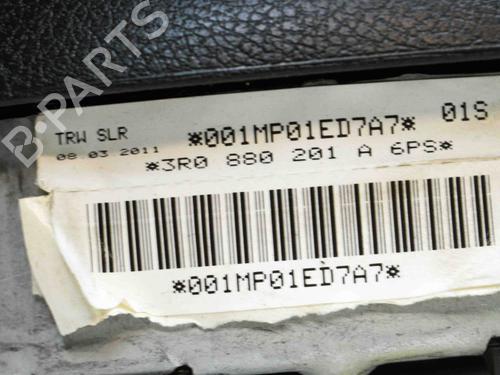 B-PARTS
TRW SLR *001MP01ED7A7* 01S
08 03 2011
*3R0 880 201 A 6PS*
*001MP01ED7A7*